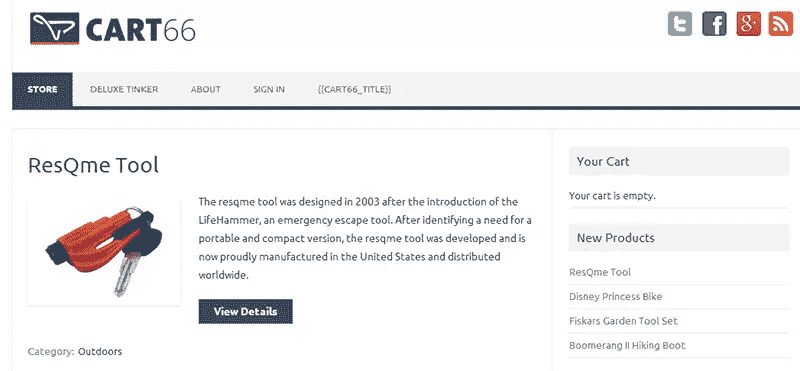 CART66
STORE DELUXE TINKER ABOUT SIGN IN {{CART66_TITLE}}
ResQme Tool
The resqme tool was designed in 2003 after the introduction of the
LifeHammer, an emergency escape tool. After identifying a need for a
portable and compact version, the resqme tool was developed and is
now proudly manufactured in the United States and distributed
worldwide.
View Details
Category: Outdoors
Your Cart
Your cart is empty.
New Products
ResQme Tool
Disney Princess Bike
Fiskars Garden Tool Set
Boomerang II Hiking Boot